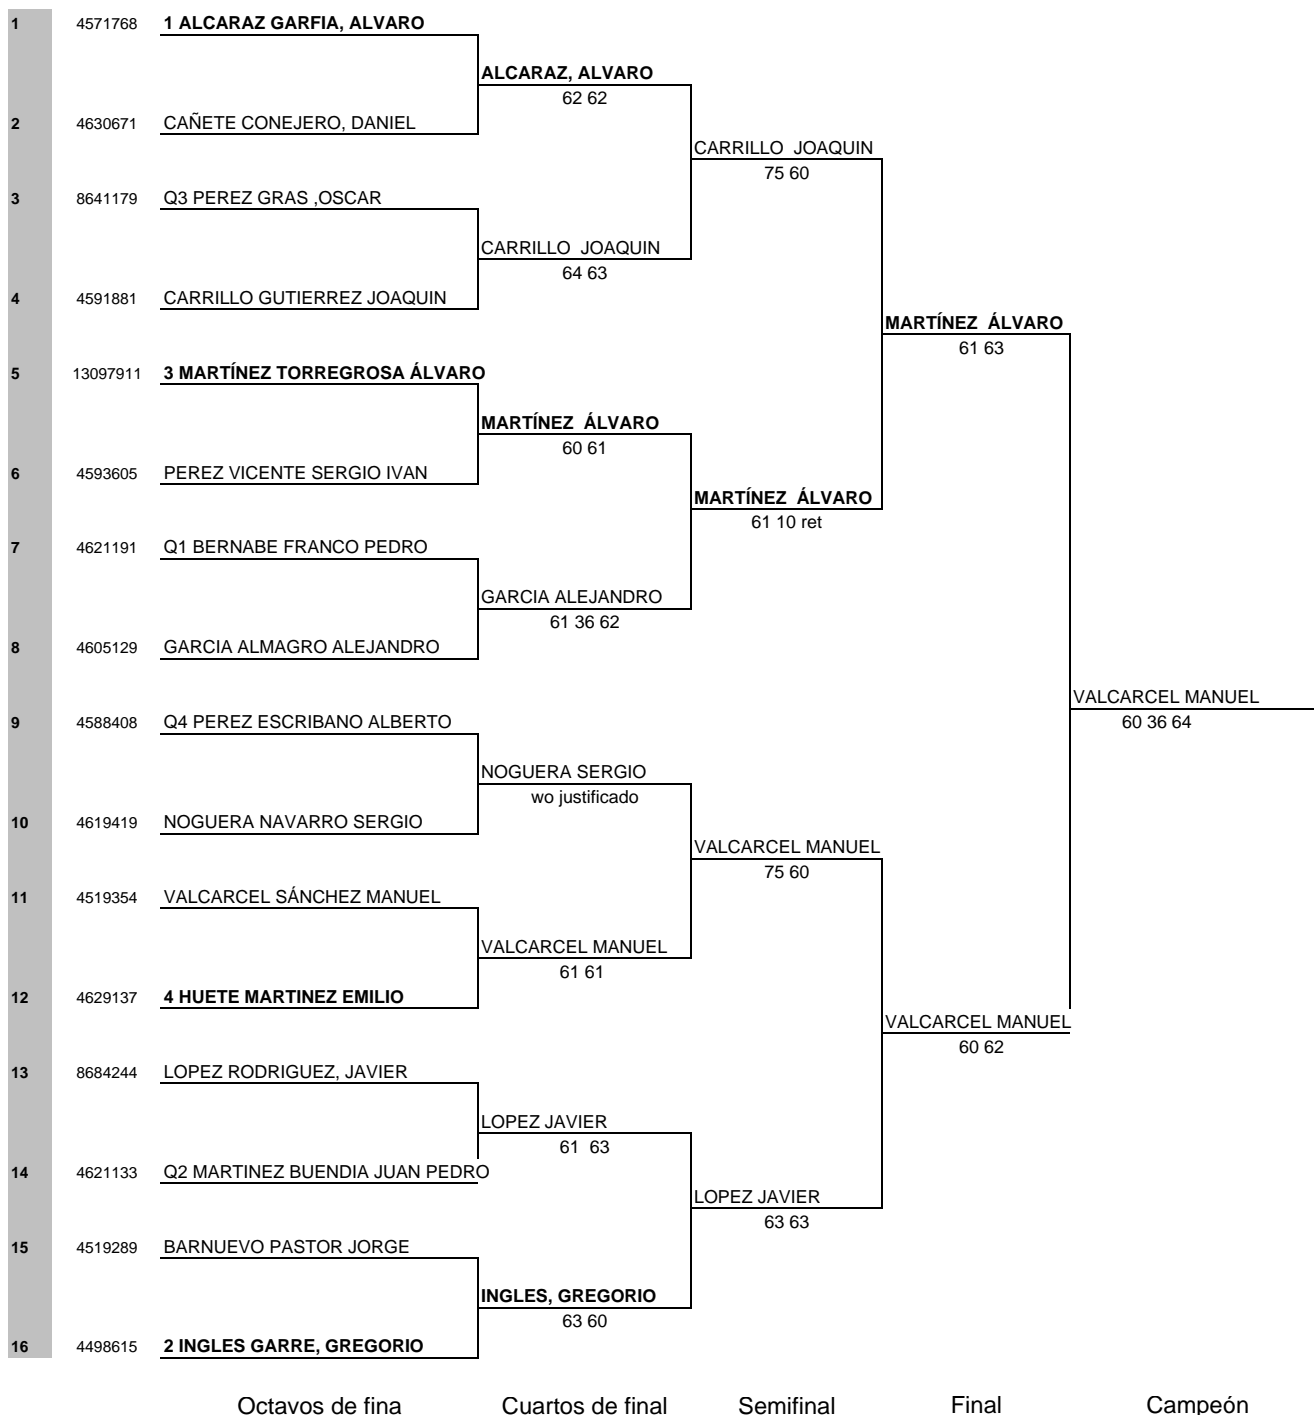 1 4571768 1 ALCARAZ GARFIA, ALVARO
ALCARAZ, ALVARO
62 62
2 4630671 CAÑETE CONEJERO, DANIEL
CARRILLO  JOAQUIN
75 60
3 8641179 Q3 PEREZ GRAS ,OSCAR
CARRILLO  JOAQUIN
64 63
4 4591881 CARRILLO GUTIERREZ JOAQUIN
MARTÍNEZ  ÁLVARO
61 63
5 13097911 3 MARTÍNEZ TORREGROSA ÁLVARO
MARTÍNEZ  ÁLVARO
60 61
6 4593605 PEREZ VICENTE SERGIO IVAN
MARTÍNEZ  ÁLVARO
61 10 ret
7 4621191 Q1 BERNABE FRANCO PEDRO
GARCIA ALEJANDRO
61 36 62
8 4605129 GARCIA ALMAGRO ALEJANDRO
VALCARCEL MANUEL
60 36 64
9 4588408 Q4 PEREZ ESCRIBANO ALBERTO
NOGUERA SERGIO
wo justificado
10 4619419 NOGUERA NAVARRO SERGIO
VALCARCEL MANUEL
75 60
11 4519354 VALCARCEL SÁNCHEZ MANUEL
VALCARCEL MANUEL
61 61
12 4629137 4 HUETE MARTINEZ EMILIO
VALCARCEL MANUEL
60 62
13 8684244 LOPEZ RODRIGUEZ, JAVIER
LOPEZ JAVIER
61  63
14 4621133 Q2 MARTINEZ BUENDIA JUAN PEDRO
LOPEZ JAVIER
63 63
15 4519289 BARNUEVO PASTOR JORGE
INGLES, GREGORIO
63 60
16 4498615 2 INGLES GARRE, GREGORIO
Octavos de fina Cuartos de final Semifinal Final Campeón